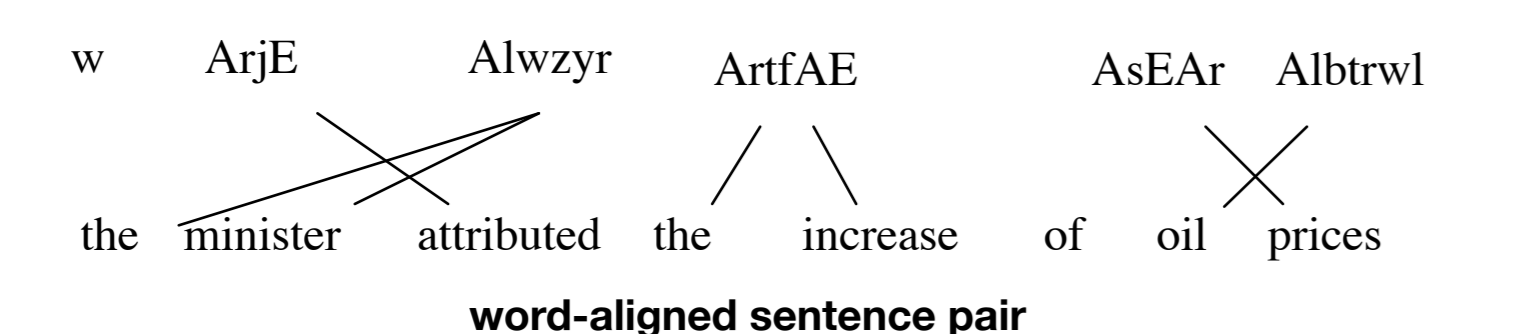 w ArjE Alwzyr ArtfAE AsEAr Albtrwl
the minister attributed the increase of oil prices
word-aligned sentence pair